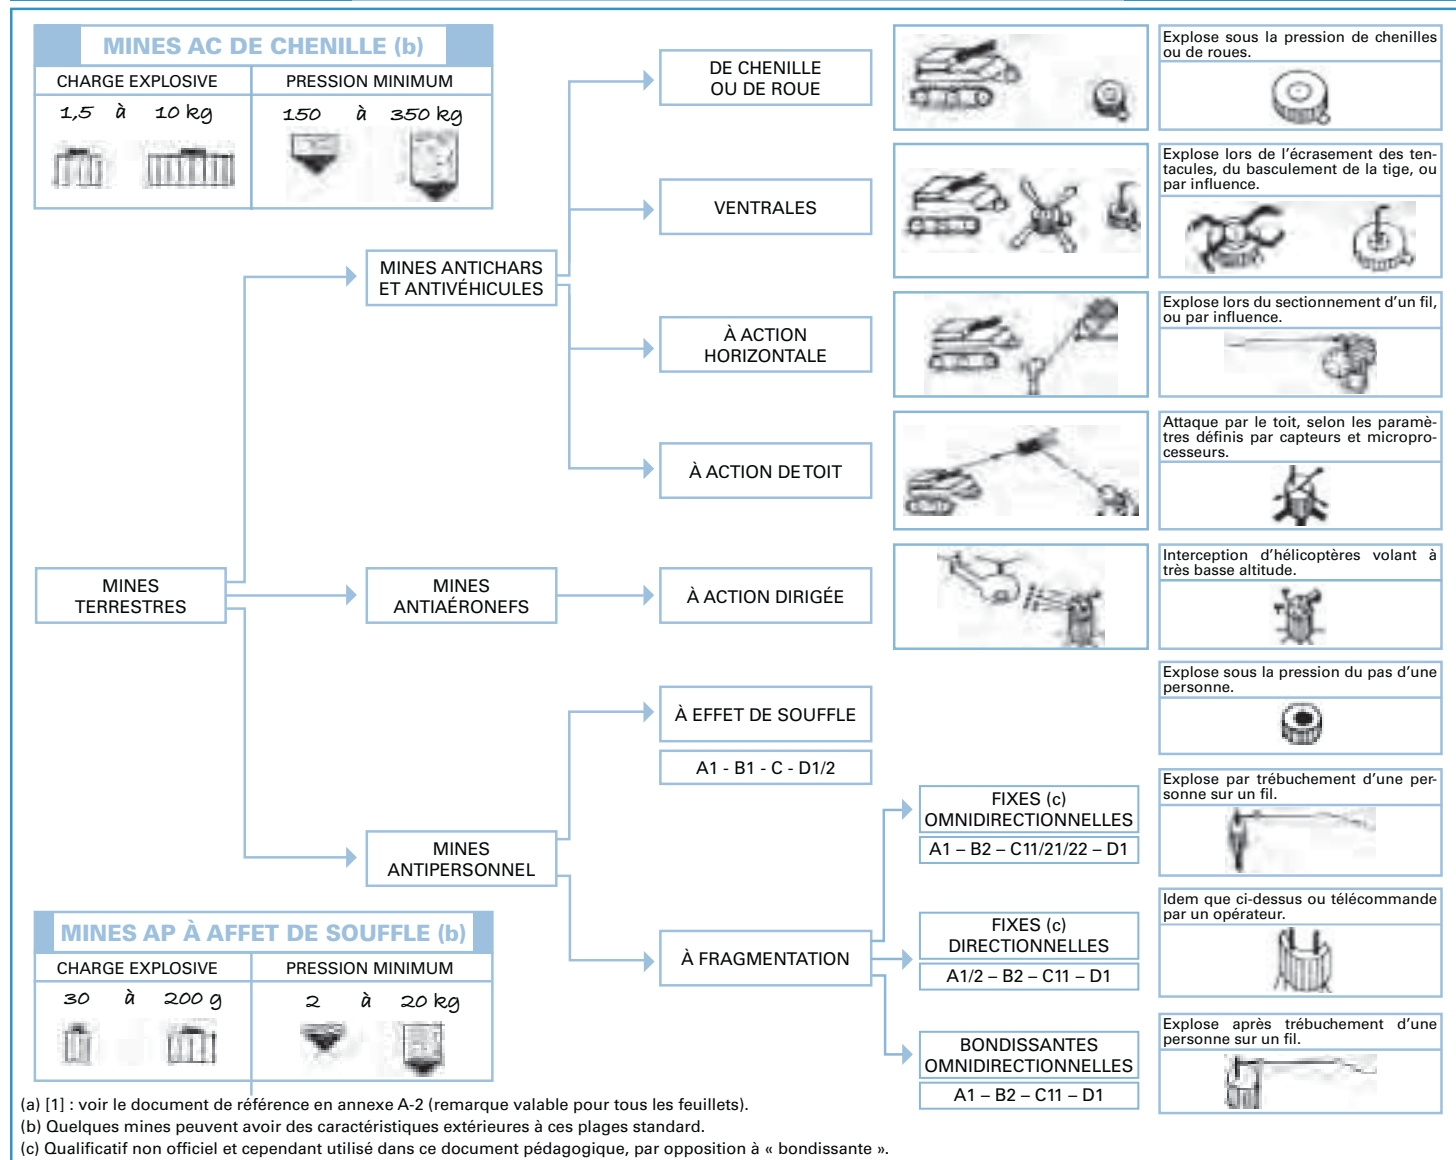 MINES AC DE CHENILLE (b)
CHARGE EXPLOSIVE
PRESSION MINIMUM
1,5 à 10 kg
150 à 350 kg
DE CHENILLE
OU DE ROUE
Explose sous la pression de chenilles
ou de roues.
VENTRALES
Explose lors de l'écrasement des ten-
tacules, du basculement de la tige, ou
par influence.
MINES ANTICHARS
ET ANTIVÉHICULES
À ACTION
HORIZONTALE
Explose lors du sectionnement d'un fil,
ou par influence.
À ACTION DE TOIT
Attaque par le toit, selon les paramè-
tres définis par capteurs et micropro-
cesseurs.
MINES
TERRESTRES
MINES
ANTIAÉRONEFS
À ACTION DIRIGÉE
Interception d'hélicoptères volant à
très basse altitude.
À EFFET DE SOUFFLE
A1 - B1 - C - D1/2
Explose sous la pression du pas d'une
personne.
MINES
ANTIPERSONNEL
FIXES (c)
OMNIDIRECTIONNELLES
A1 – B2 – C11/21/22 – D1
Explose par trébuchement d'une per-
sonne sur un fil.
À FRAGMENTATION
FIXES (c)
DIRECTIONNELLES
A1/2 – B2 – C11 – D1
Idem que ci-dessus ou télécommande
par un opérateur.
BONDISSANTES
OMNIDIRECTIONNELLES
A1 – B2 – C11 – D1
Explose après trébuchement d'une
personne sur un fil.
MINES AP À AFFET DE SOUFFLE (b)
CHARGE EXPLOSIVE
PRESSION MINIMUM
30 à 200 g
2 à 20 kg
(a) [1] : voir le document de référence en annexe A-2 (remarque valable pour tous les feuillets).
(b) Quelques mines peuvent avoir des caractéristiques extérieures à ces plages standard.
(c) Qualificatif non officiel et cependant utilisé dans ce document pédagogique, par opposition à « bondissante ».